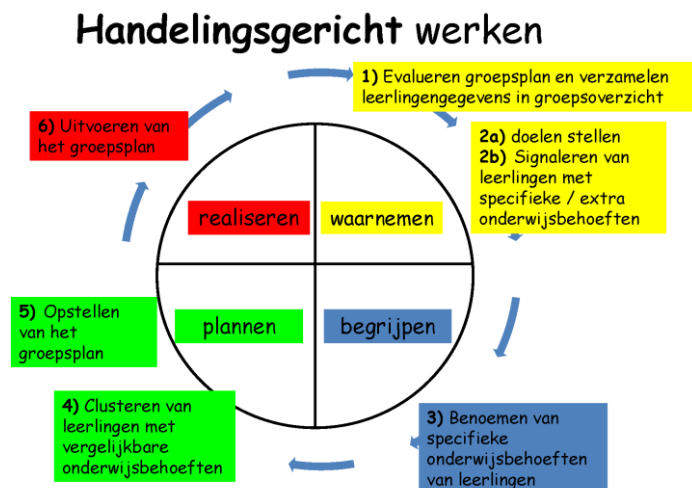 Handelingsgericht werken
1) Evalueren groepsplan en verzamelen
leerlingengegevens in groepsoverzicht
6) Uitvoeren van
het groepsplan
2a) doelen stellen
2b) Signaleren van
leerlingen met
specifieke / extra
onderwijsbehoeften
realiseren
waarnemen
5) Opstellen
van het
groepsplan
plannen
begrijpen
4) Clusteren van
leerlingen met
vergelijkbare
onderwijsbehoeften
3) Benoemen van
specifieke
onderwijsbehoeften
van leerlingen